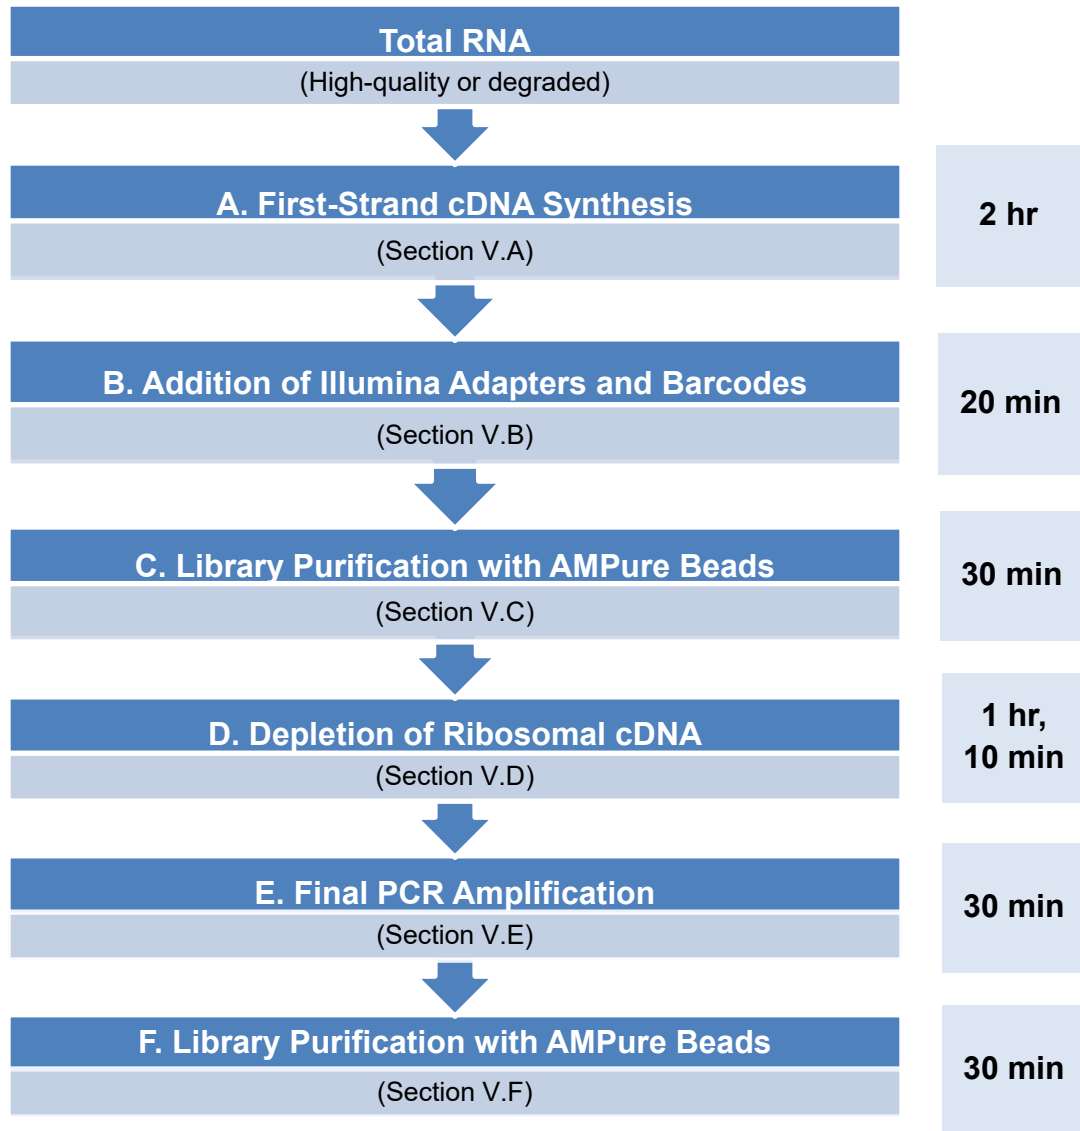 Total RNA
(High-quality or degraded)
A. First-Strand cDNA Synthesis
(Section V.A)
2 hr
B. Addition of Illumina Adapters and Barcodes
(Section V.B)
20 min
C. Library Purification with AMPure Beads
(Section V.C)
30 min
D. Depletion of Ribosomal cDNA
(Section V.D)
1 hr,
10 min
E. Final PCR Amplification
(Section V.E)
30 min
F. Library Purification with AMPure Beads
(Section V.F)
30 min